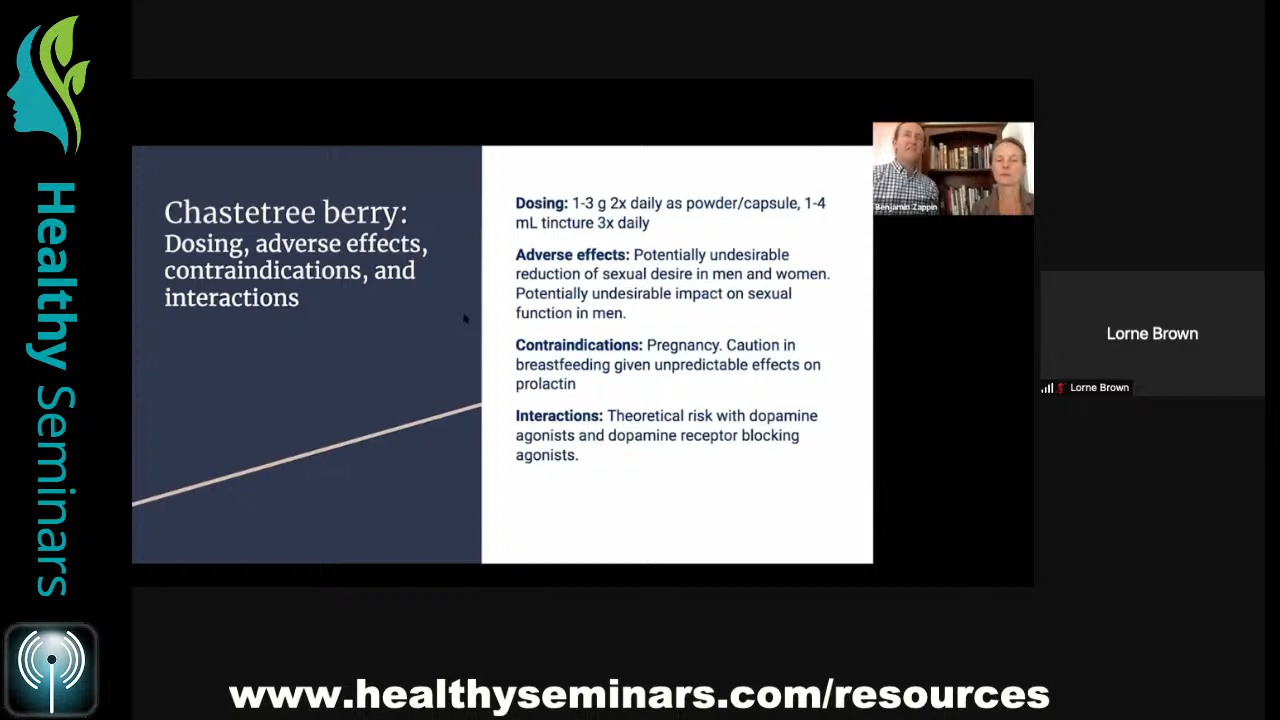 Healthy Seminars
Chastetree berry:
Dosing, adverse effects,
contraindications, and
interactions
Dosing: 1-3 g 2x daily as powder/capsule, 1-4
mL tincture 3x daily
Adverse effects: Potentially undesirable
reduction of sexual desire in men and women.
Potentially undesirable impact on sexual
function in men.
Contraindications: Pregnancy. Caution in
breastfeeding given unpredictable effects on
prolactin
Interactions: Theoretical risk with dopamine
agonists and dopamine receptor blocking
agonists.
Benjamin Zappin
Lorne Brown
Lorne Brown
www.healthyseminars.com/resources